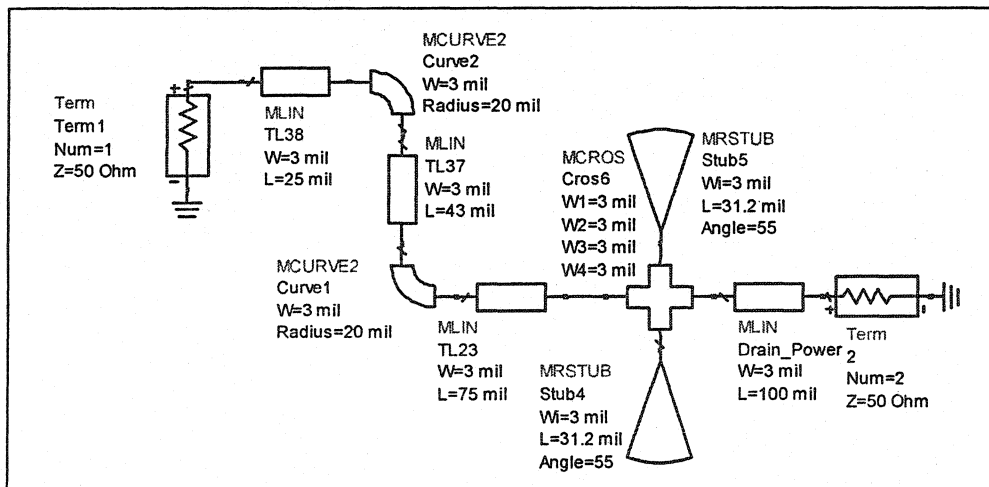 MCURVE2
Curve2
W=3 mil
Radius=20 mil
+
Term
Term1
Num=1
Z=50 Ohm
-
MLIN
TL38
W=3 mil
L=25 mil
MLIN
TL37
W=3 mil
L=43 mil
MCROS
Cros6
W1=3 mil
W2=3 mil
W3=3 mil
W4=3 mil
MRSTUB
Stub5
Wi=3 mil
L=31.2 mil
Angle=55
MCURVE2
Curve1
W=3 mil
Radius=20 mil
MLIN
TL23
W=3 mil
L=75 mil
MRSTUB
Stub4
Wi=3 mil
L=31.2 mil
Angle=55
MLIN
Drain_Power
W=3 mil
L=100 mil
+
-
Term
2
Num=2
Z=50 Ohm